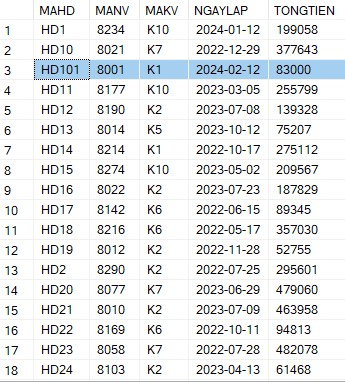 MAHD MANV MAKV NGAYLAP TONGTIEN
1 HD1 8234 K10 2024-01-12 199058
2 HD10 8021 K7 2022-12-29 377643
3 HD101 8001 K1 2024-02-12 83000
4 HD11 8177 K10 2023-03-05 255799
5 HD12 8190 K2 2023-07-08 139328
6 HD13 8014 K5 2023-10-12 75207
7 HD14 8214 K1 2022-10-17 275112
8 HD15 8274 K10 2023-05-02 209567
9 HD16 8022 K2 2023-07-23 187829
10 HD17 8142 K6 2022-06-15 89345
11 HD18 8216 K6 2022-05-17 357030
12 HD19 8012 K2 2022-11-28 52755
13 HD2 8290 K2 2022-07-25 295601
14 HD20 8077 K7 2023-06-29 479060
15 HD21 8010 K2 2023-07-09 463958
16 HD22 8169 K6 2022-10-11 94813
17 HD23 8058 K7 2022-07-28 482078
18 HD24 8103 K2 2023-04-13 61468